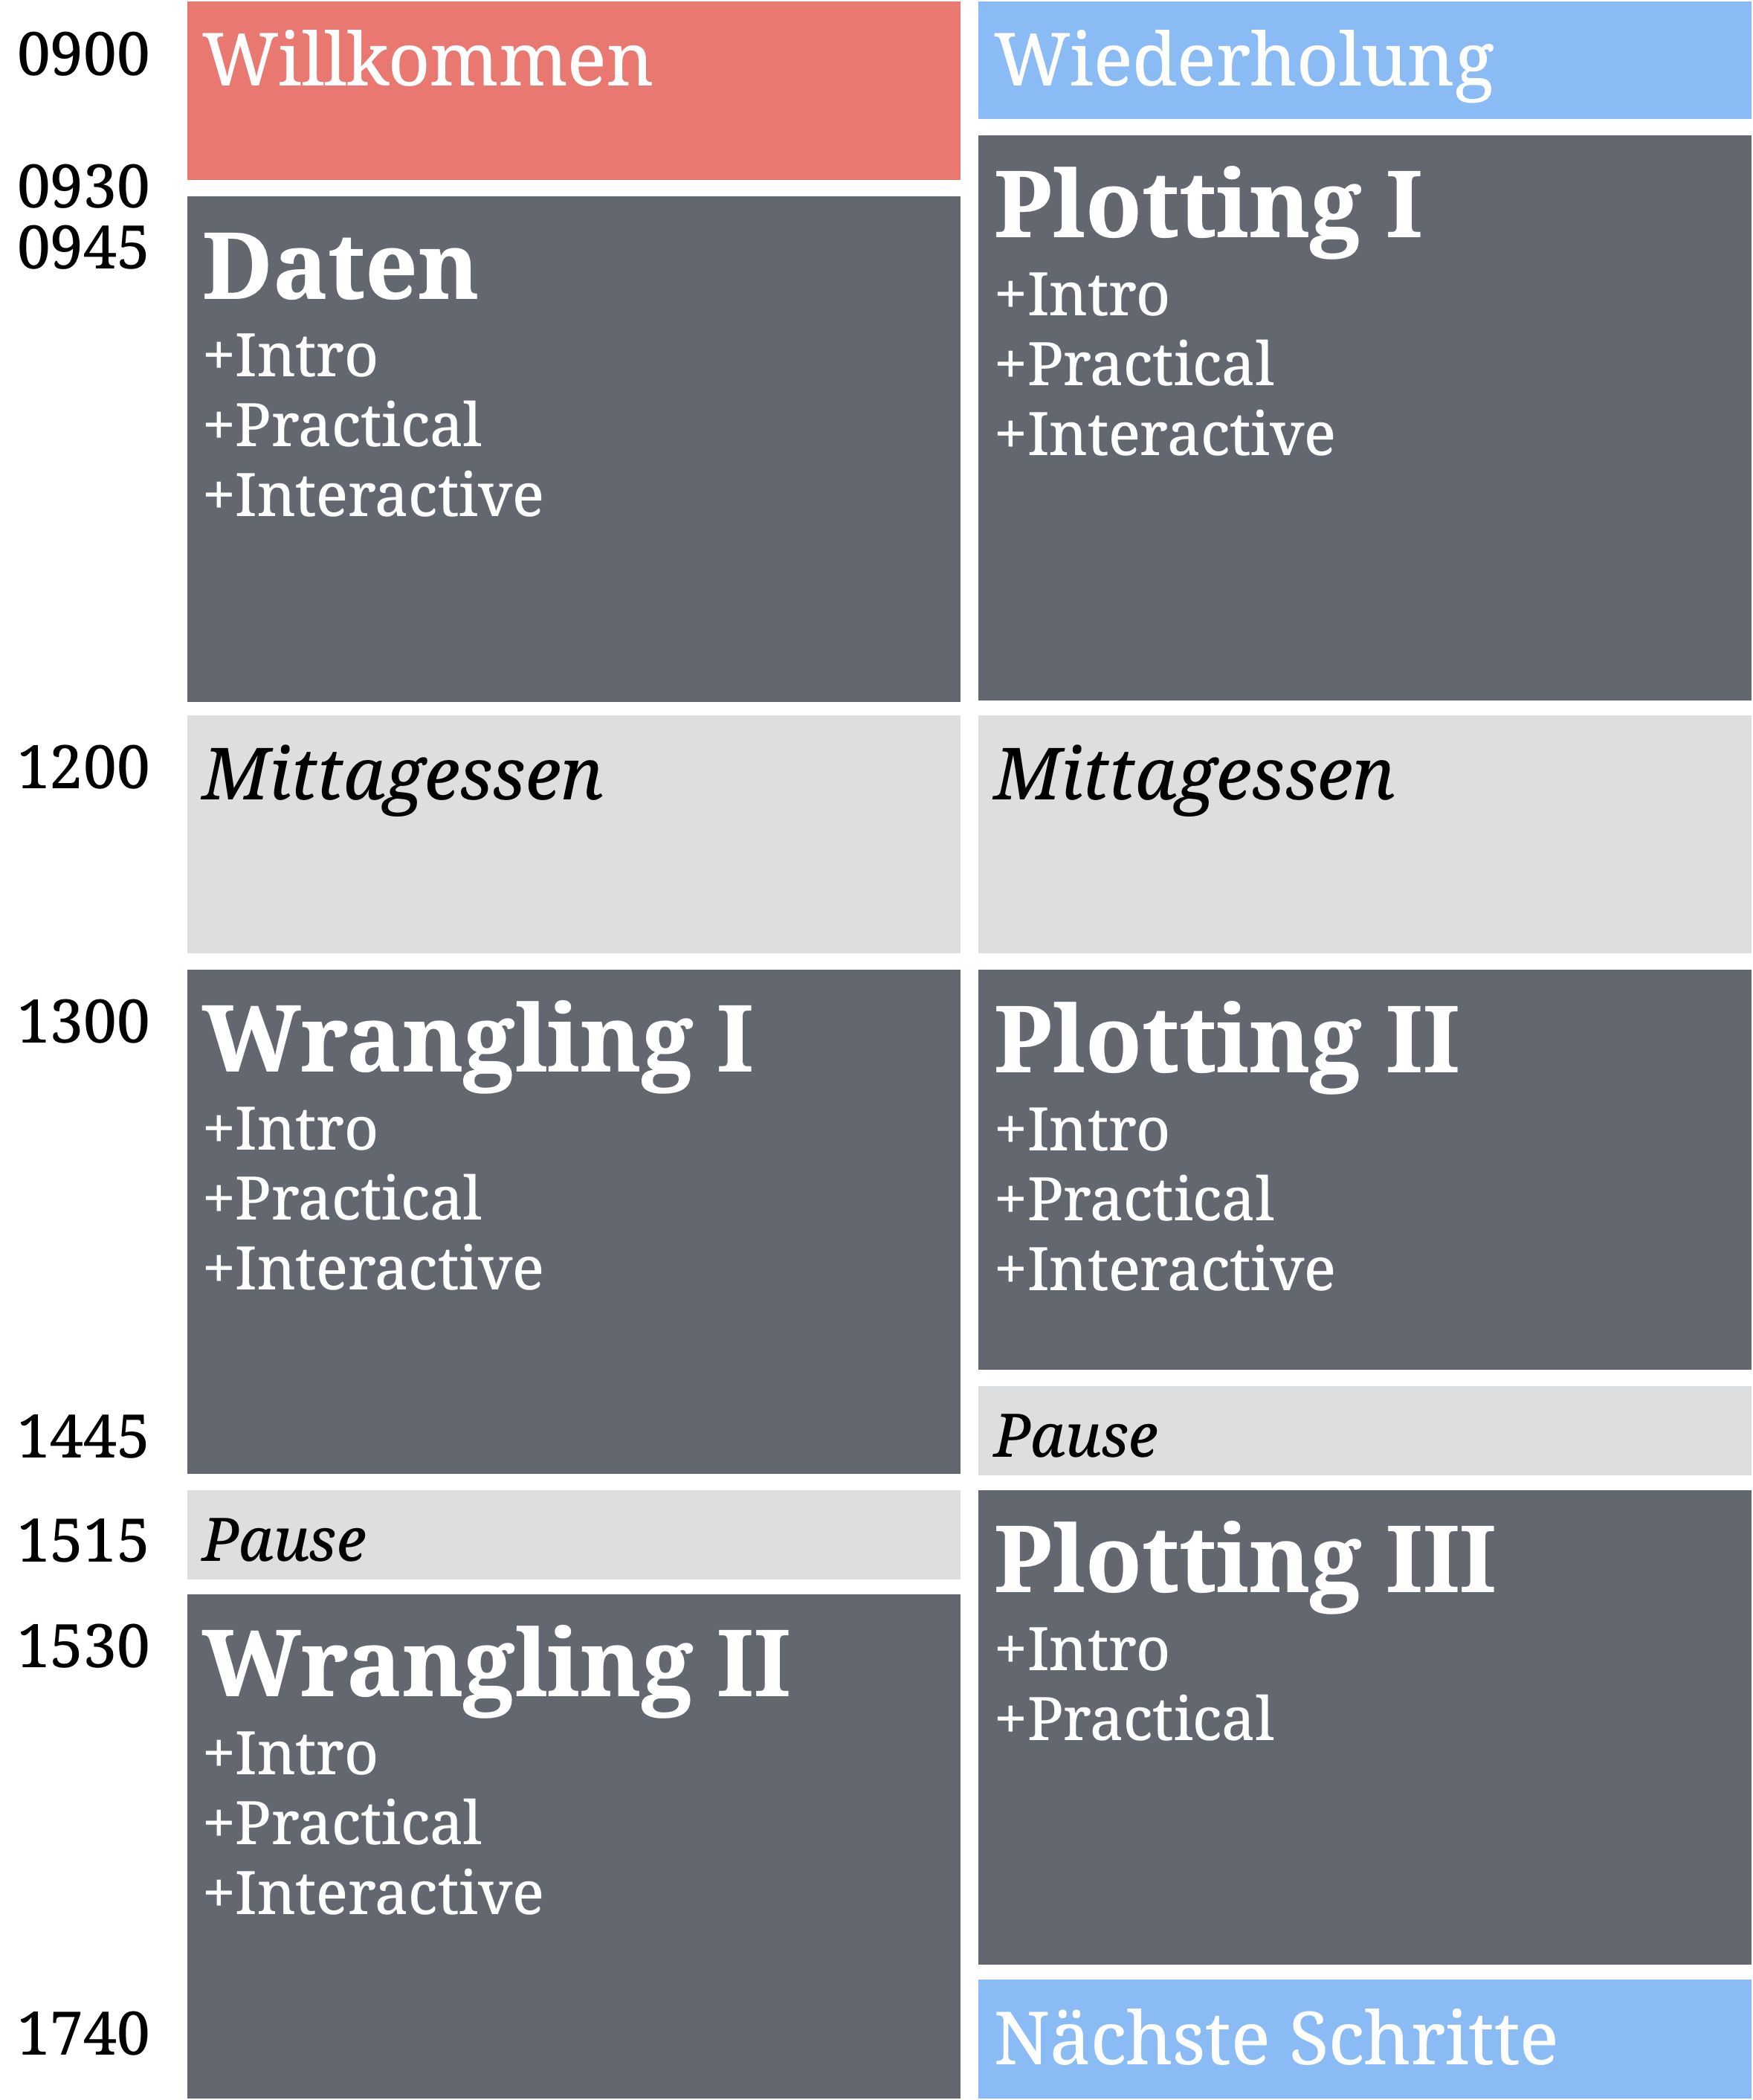 0900
0930
0945
1200
1300
1445
1515
1530
1740
Willkommen
Daten
+Intro
+Practical
+Interactive
Mittagessen
Wrangling I
+Intro
+Practical
+Interactive
Pause
Wrangling II
+Intro
+Practical
+Interactive
Wiederholung
Plotting I
+Intro
+Practical
+Interactive
Mittagessen
Plotting II
+Intro
+Practical
+Interactive
Pause
Plotting III
+Intro
+Practical
Nächste Schritte